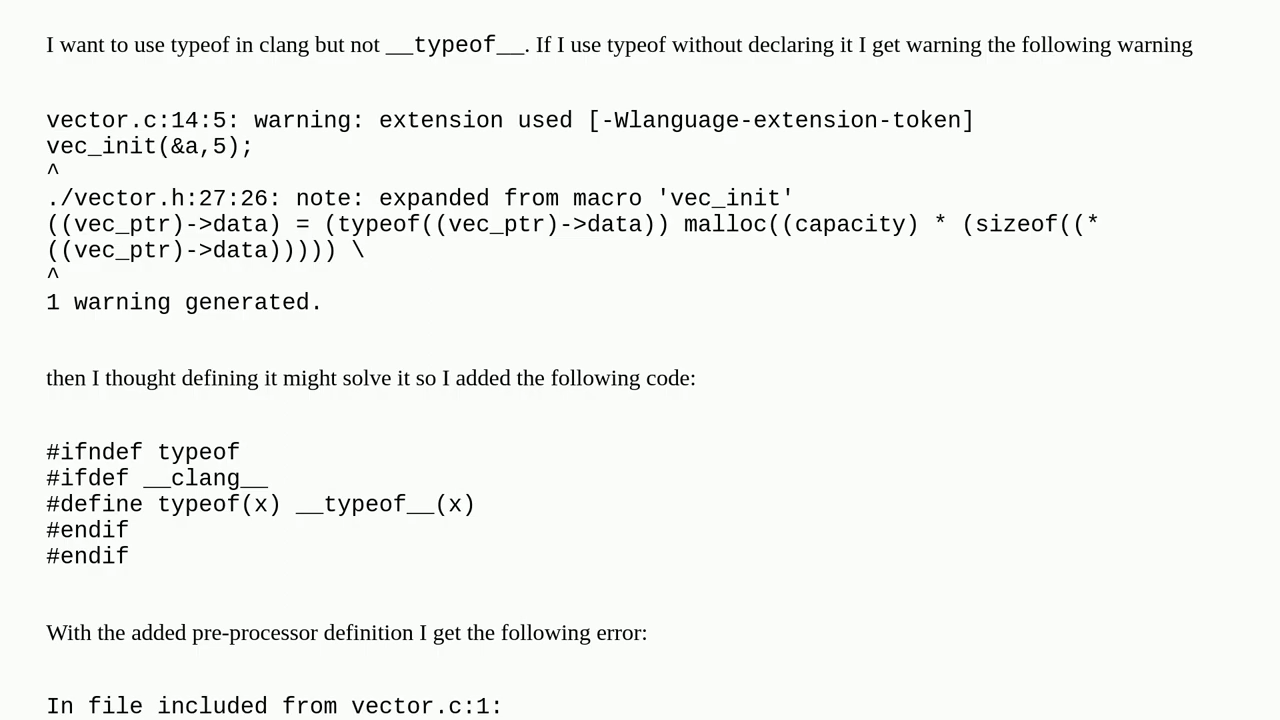 I want to use typeof in clang but not __typeof__. If I use typeof without declaring it I get warning the following warning
vector.c:14:5: warning: extension used [-Wlanguage-extension-token]
vec_init(&a,5);
^
./vector.h:27:26: note: expanded from macro 'vec_init'
((vec_ptr)->data) = (typeof((vec_ptr)->data)) malloc((capacity) * (sizeof((*
((vec_ptr)->data))))) \
^
1 warning generated.
then I thought defining it might solve it so I added the following code:
#ifndef typeof
#ifdef __clang__
#define typeof(x) __typeof__(x)
#endif
#endif
With the added pre-processor definition I get the following error:
In file included from vector.c:1: